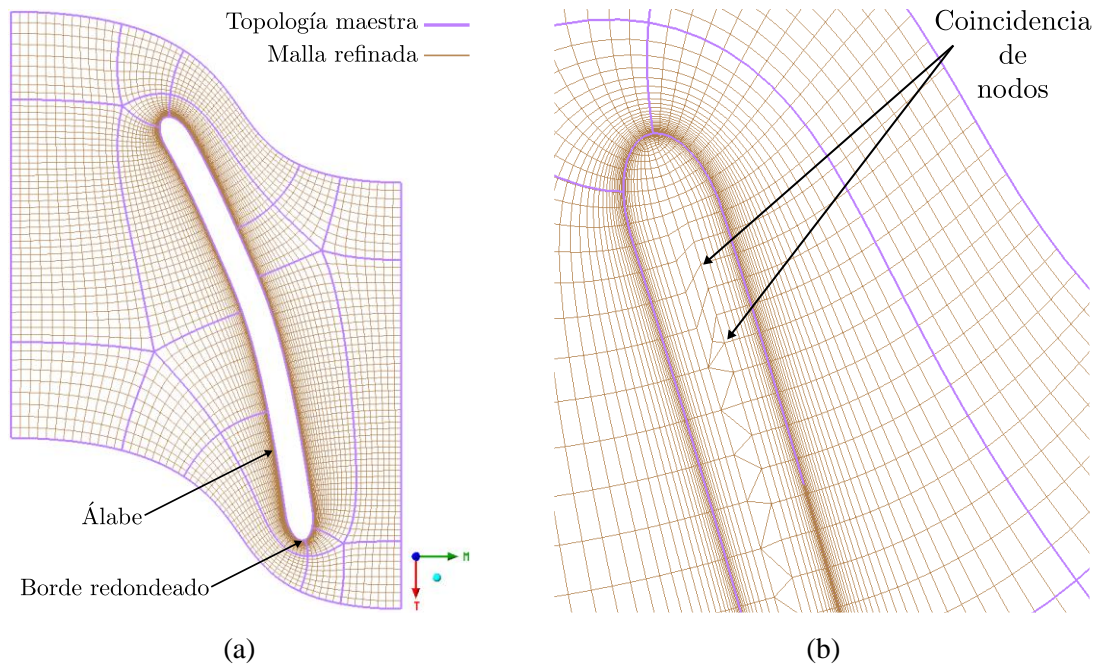 Topología maestra
Malla refinada
Álabe
Borde redondeado
M
T
(a)
Coincidencia
de
nodos
(b)